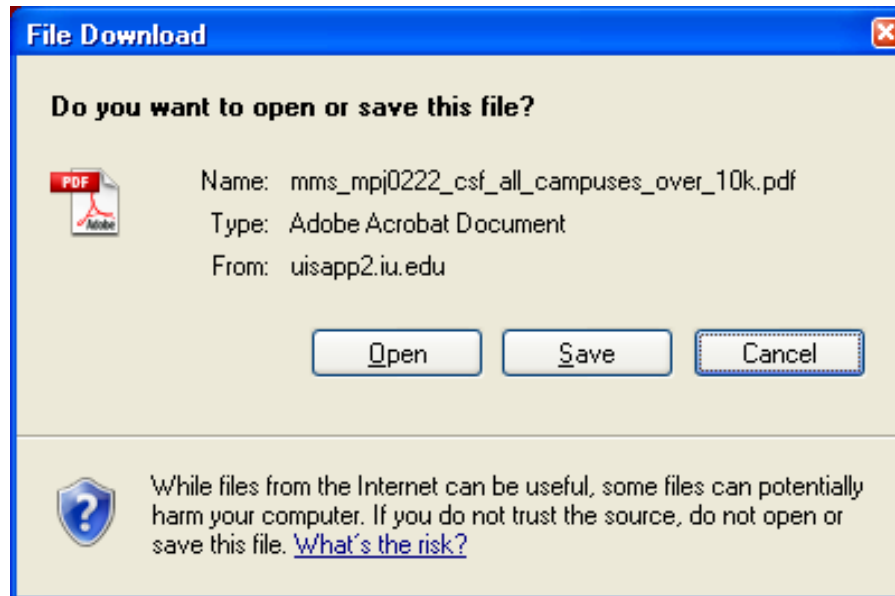 File Download
Do you want to open or save this file?
PDF
Adobe
Name: mms_mpj0222_csf_all_campuses_over_10k.pdf
Type: Adobe Acrobat Document
From: uisapp2.iu.edu
Open Save Cancel
?
While files from the Internet can be useful, some files can potentially
harm your computer. If you do not trust the source, do not open or
save this file. What's the risk?